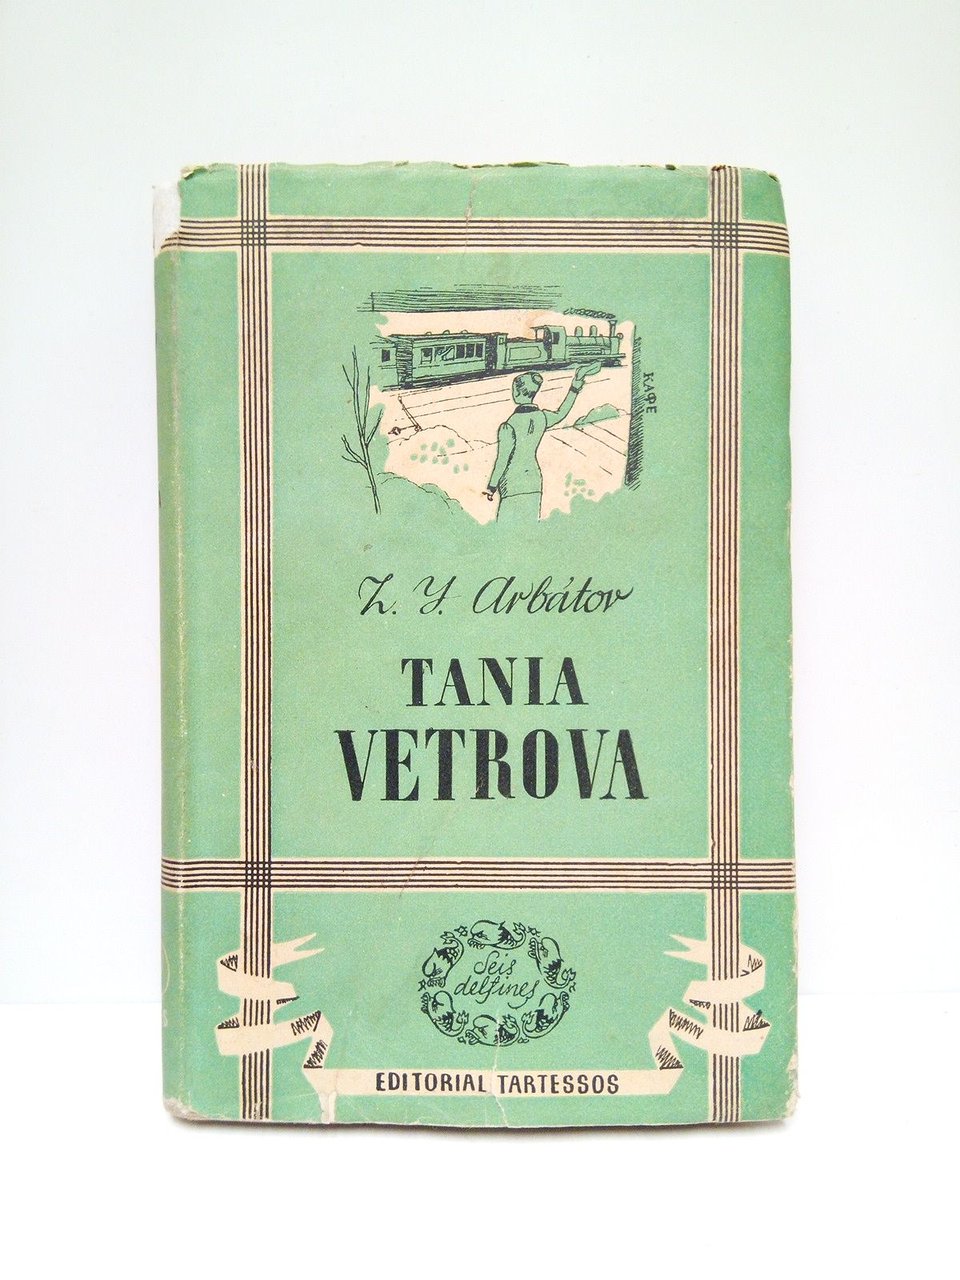 КАФЕ
Z. Y. Arbátov
TANIA
VETROVA
Seis
delfines
EDITORIAL TARTESSOS